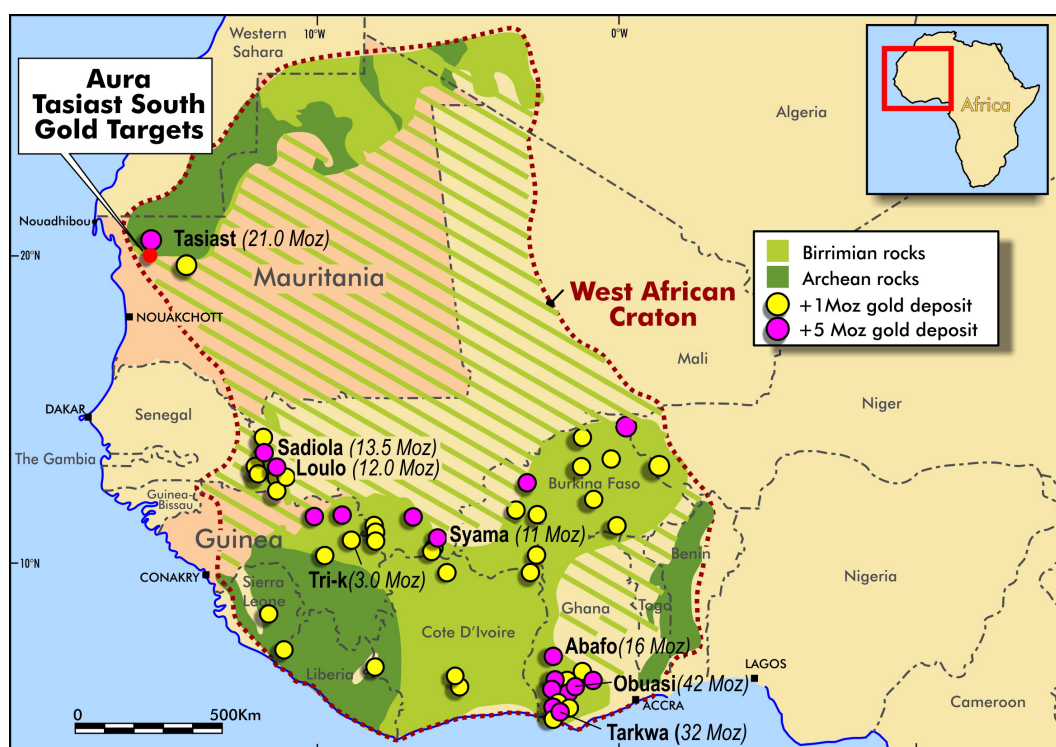 10°W
0°W
Western
Sahara
Aura
Tasiast South
Gold Targets
Algeria
Africa
Nouadhibou
Tasiast (21.0 Moz)
20°W
Mauritania
NOUAKCHOTT
West African
Craton
Birrimian rocks
Archean rocks
+1Moz gold deposit
+5 Moz gold deposit
Mali
DAKAR
Senegal
Niger
The Gambia
Sadiola (13.5 Moz)
Loulo (12.0 Moz)
Burkina Faso
Guinea-
Bissau
Guinea
Syama (11 Moz)
Benin
10°W
CONAKRY
Tri-k(3.0 Moz)
Nigeria
Sierra
Leone
Ghana
Togo
Cote D'Ivoire
Abafo(16 Moz)
Liberia
Obuasi(42 Moz)
LAGOS
ACCRA
Cameroon
0
500Km
Tarkwa (32 Moz)
10°W
0°W